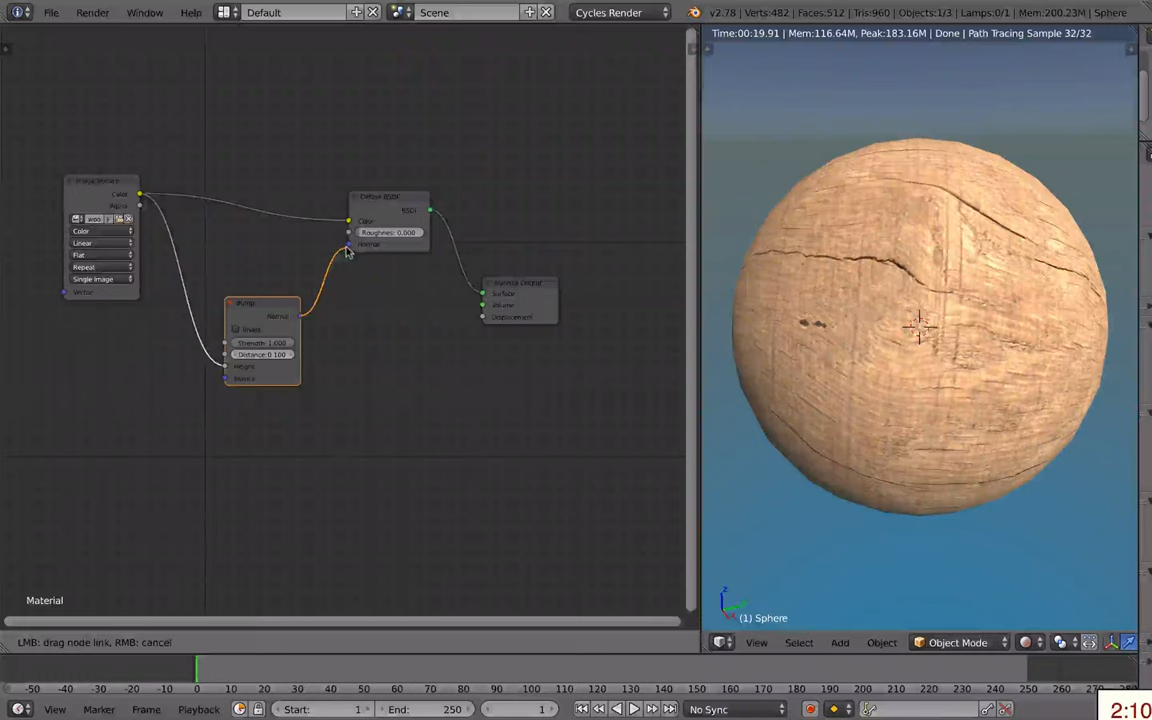 File Render Window Help Default Scene Cycles Render v2.78 | Verts:482 | Faces:512 | Tris:960 | Objects:1/3 | Lamps:0/1 | Mem:200.23M | Sphere
Time:00:19.91 | Mem:116.64M, Peak:183.16M | Done | Path Tracing Sample 32/32
Image Texture
Color
Alpha
woo F
Color
Linear
Flat
Repeat
Single Image
Vector
Diffuse BSDF
BSDF
Color
Roughness: 0.000
Normal
Bump
Normal
Invert
Strength: 1.000
Distance:0.100
Height
Normal
Material Output
Surface
Volume
Displacement
Material
z
(1) Sphere
LMB: drag node link, RMB: cancel
View Select Add Object Object Mode
-50 -40 -30 -20 -10 0 10 20 30 40 50 60 70 80 90 100 110 120 130 140 150 160 170 180 190 200 210 220 230 240 250 260 270 280
View Marker Frame Playback Start: 1 End: 250 1 No Sync
2:10